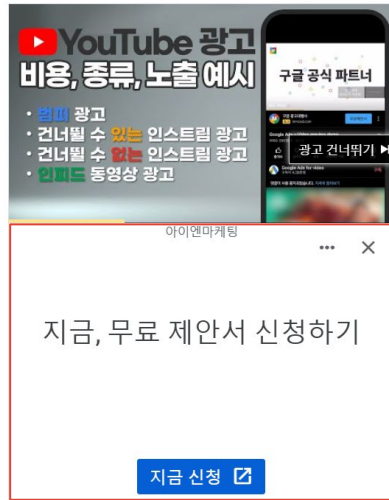 YouTube 광고
비용, 종류, 노출 예시
• 범퍼 광고
• 건너뛸 수 있는 인스트림 광고
• 건너뛸 수 없는 인스트림 광고
• 인피드 동영상 광고
구글 공식 파트너
광고 건너뛰기
Google Ads for video
아이엔마케팅
지금, 무료 제안서 신청하기
지금 신청